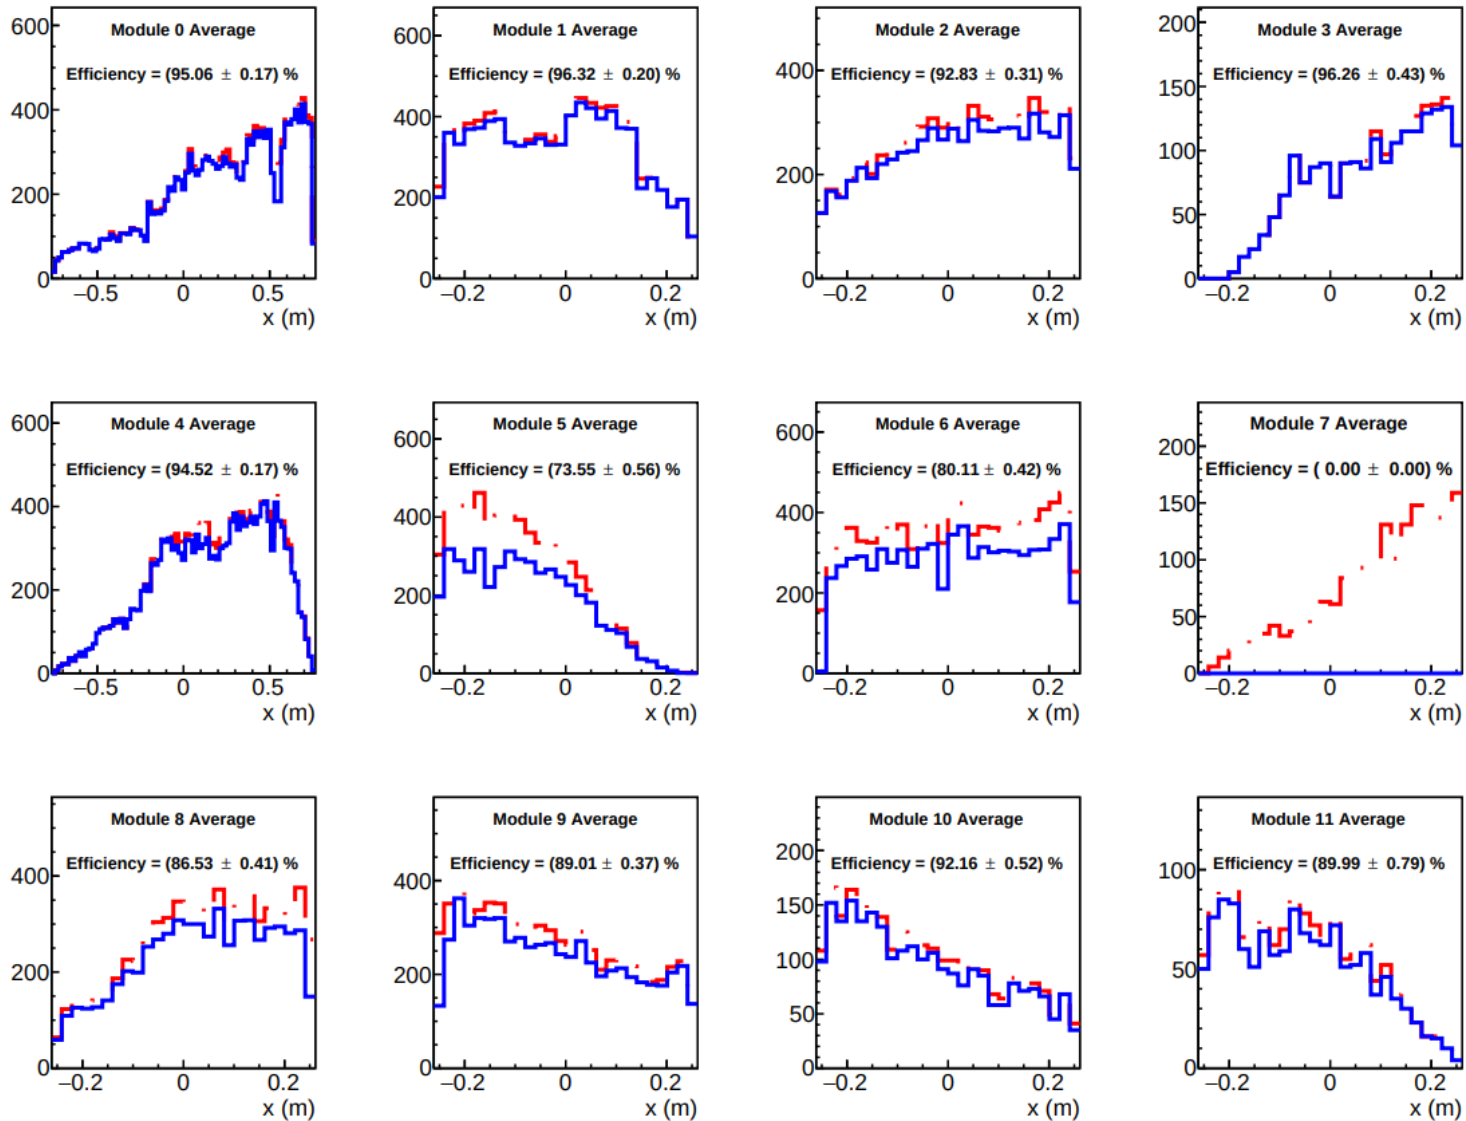 Module 0 Average
Efficiency = (95.06 ± 0.17) %
600
400
200
0
−0.5 0 0.5
x (m)
Module 1 Average
Efficiency = (96.32 ± 0.20) %
600
400
200
0
−0.2 0 0.2
x (m)
Module 2 Average
Efficiency = (92.83 ± 0.31) %
400
200
0
−0.2 0 0.2
x (m)
Module 3 Average
Efficiency = (96.26 ± 0.43) %
200
150
100
50
0
−0.2 0 0.2
x (m)
Module 4 Average
Efficiency = (94.52 ± 0.17) %
600
400
200
0
−0.5 0 0.5
x (m)
Module 5 Average
Efficiency = (73.55 ± 0.56) %
600
400
200
0
−0.2 0 0.2
x (m)
Module 6 Average
Efficiency = (80.11 ± 0.42) %
600
400
200
0
−0.2 0 0.2
x (m)
Module 7 Average
Efficiency = ( 0.00 ± 0.00) %
200
150
100
50
0
−0.2 0 0.2
x (m)
Module 8 Average
Efficiency = (86.53 ± 0.41) %
400
200
0
−0.2 0 0.2
x (m)
Module 9 Average
Efficiency = (89.01 ± 0.37) %
400
200
0
−0.2 0 0.2
x (m)
Module 10 Average
Efficiency = (92.16 ± 0.52) %
200
150
100
50
0
−0.2 0 0.2
x (m)
Module 11 Average
Efficiency = (89.99 ± 0.79) %
100
50
0
−0.2 0 0.2
x (m)